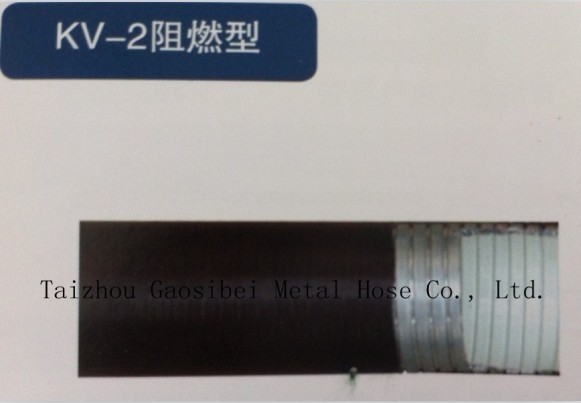 KV-2阻燃型
Taizhou Gaosibei Metal Hose Co., Ltd.